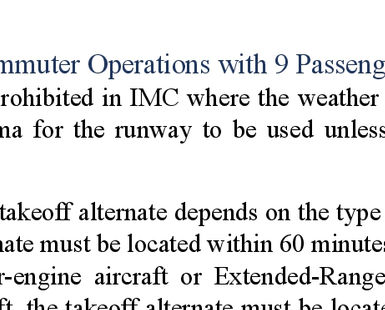 mmuter Operations with 9 Passeng
rohibited in IMC where the weather
ma for the runway to be used unless
takeoff alternate depends on the type
nate must be located within 60 minutes
r-engine aircraft or Extended-Range
ft, the takeoff alternate must be locate